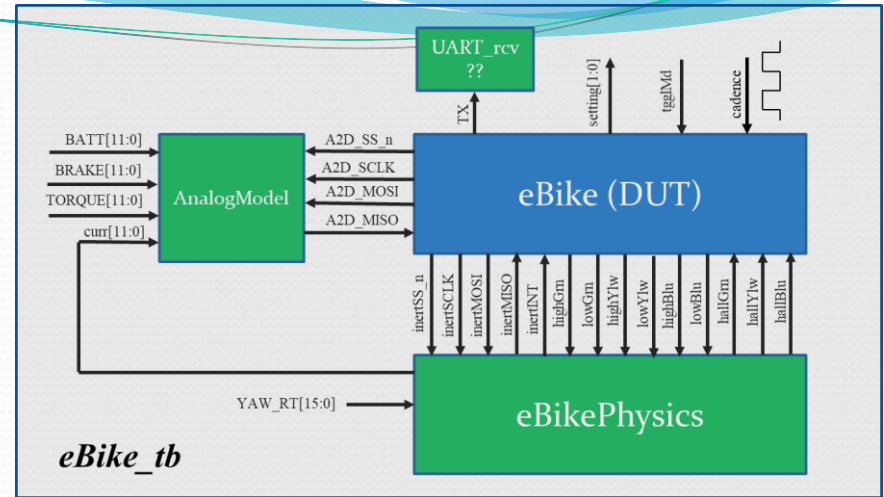 UART_rcv
??
TX
setting[1:0]
tgglMd
cadence
BATT[11:0]
BRAKE[11:0]
TORQUE[11:0]
curr[11:0]
AnalogModel
A2D_SS_n
A2D_SCLK
A2D_MOSI
A2D_MISO
eBike (DUT)
inertSS_n
inertSCLK
inertMOSI
inertMISO
inertINT
highGrn
lowGrn
highYlw
lowYlw
highBlu
lowBlu
hallGrn
hallYlw
hallBlu
YAW_RT[15:0]
eBikePhysics
eBike_tb